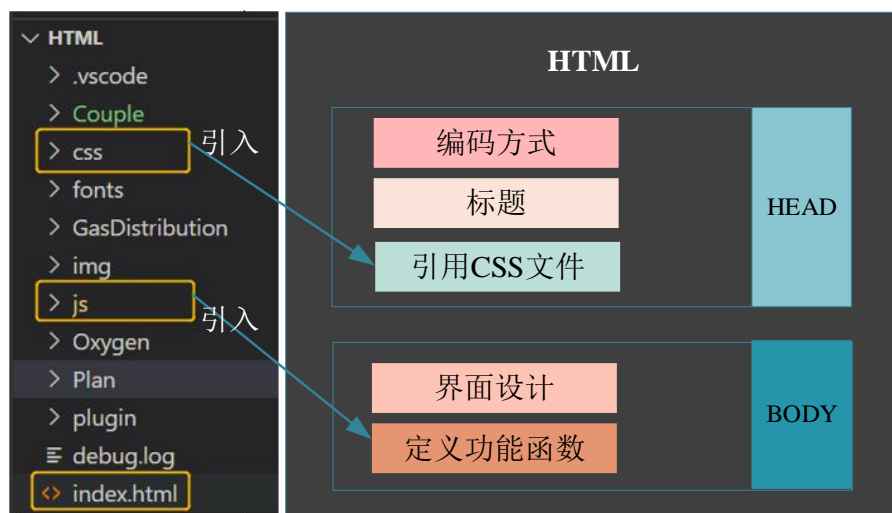 HTML
.vscode
Couple
css
引入
fonts
GasDistribution
img
js
引入
Oxygen
Plan
plugin
debug.log
index.html
HTML
编码方式
标题
引用CSS文件
HEAD
界面设计
定义功能函数
BODY